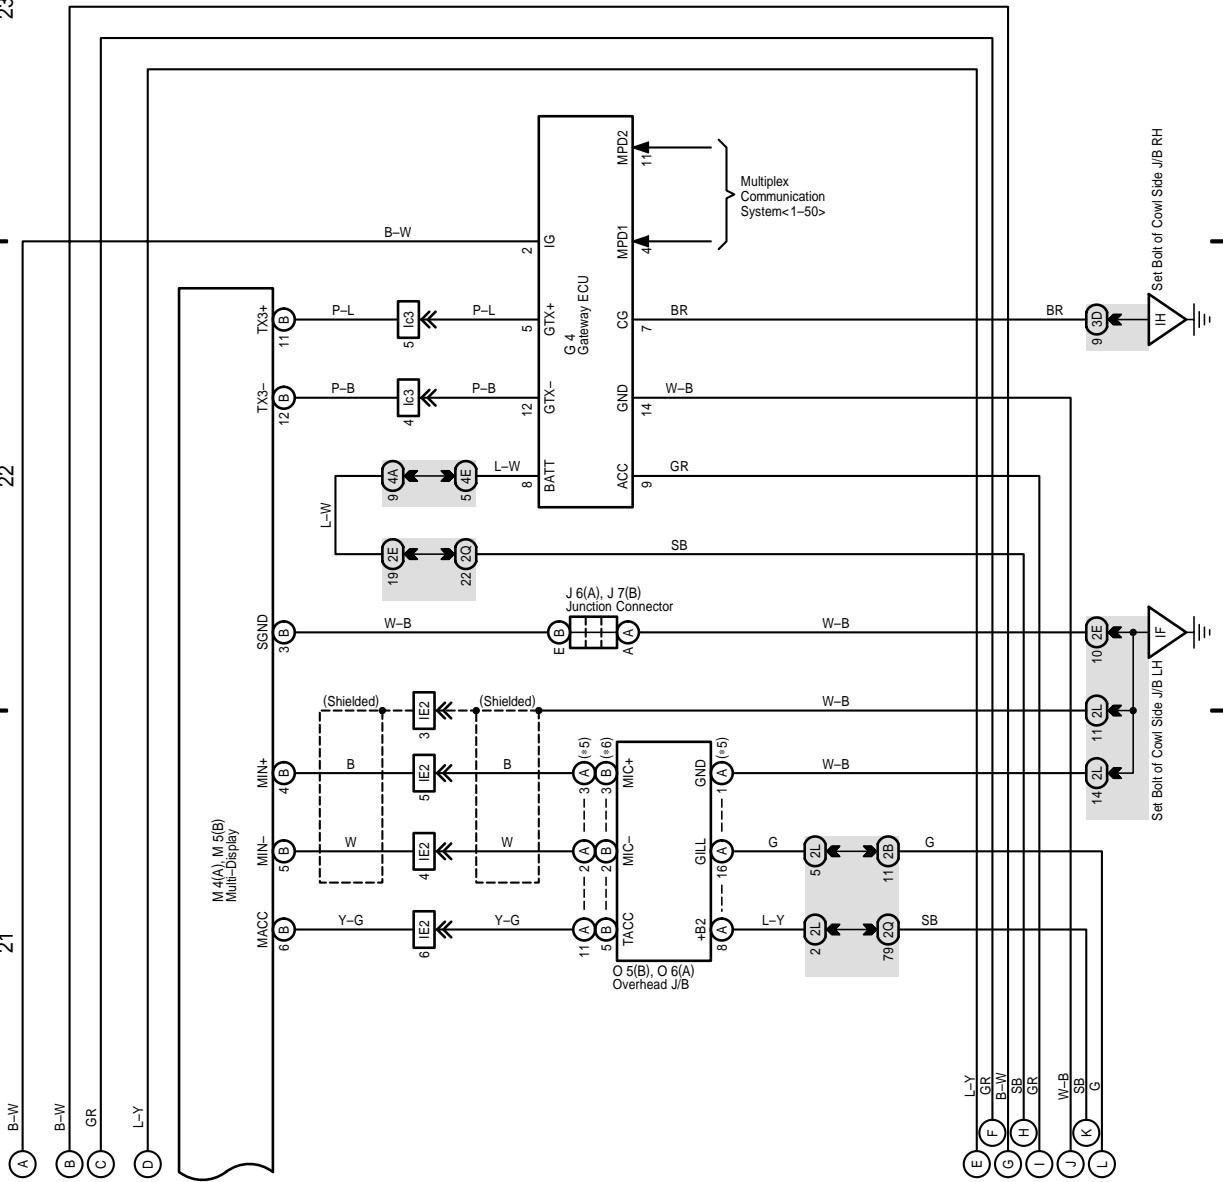 23
22
21
B–W
2
IG
MPD2
11
MPD1
4
Multiplex
Communication
System<1–50>
G 4
Gateway ECU
TX3+
11
B
P–L
Ic3
5
P–L
5
GTX+
CG
7
BR
BR
3D
9
IH
Set Bolt of Cowl Side J/B RH
TX3–
12
B
P–B
Ic3
4
P–B
12
GTX–
GND
14
W–B
4A
9
4E
5
L–W
8
BATT
ACC
9
GR
L–W
2E
19
2Q
22
SB
J 6(A), J 7(B)
Junction Connector
SGND
3
B
W–B
B
E
A
A
W–B
2E
10
IF
Set Bolt of Cowl Side J/B LH
(Shielded)
IE2
3
(Shielded)
W–B
2L
11
MIN+
4
B
B
IE2
5
B
A
3
(*5)
B
3
(*6)
MIC+
GND
A
1
(*5)
W–B
2L
14
M 4(A), M 5(B)
Multi–Display
MIN–
5
B
W
IE2
4
W
A
2
B
2
MIC–
GILL
A
16
G
2L
5
2B
11
G
MACC
6
B
Y–G
IE2
6
Y–G
A
11
B
5
TACC
+B2
A
8
L–Y
2L
2
2Q
79
SB
O 5(B), O 6(A)
Overhead J/B
B–W
B–W
GR
L–Y
L–Y
GR
B–W
SB
GR
W–B
SB
G
A
B
C
D
E
F
G
H
I
J
K
L